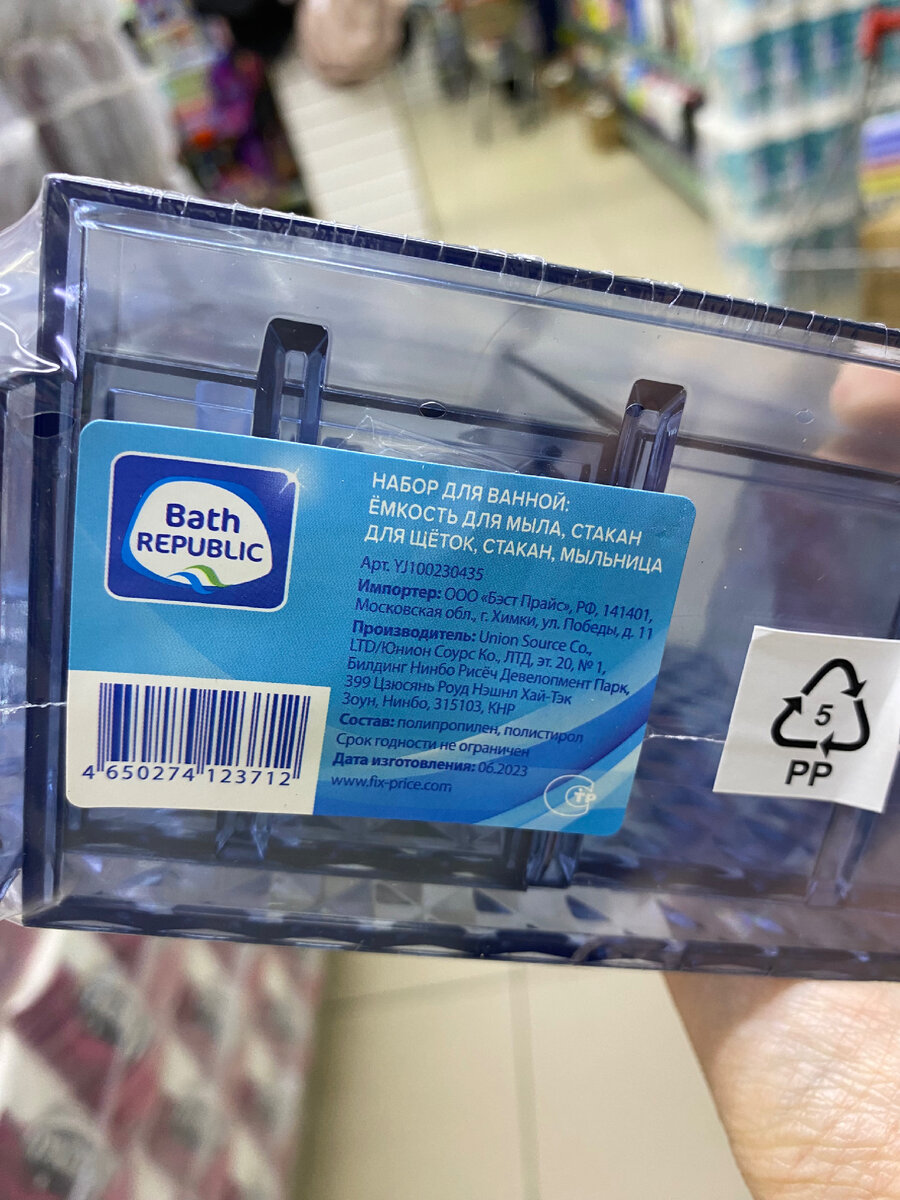 Bath
REPUBLIC
НАБОР ДЛЯ ВАННОЙ:
ЁМКОСТЬ ДЛЯ МЫЛА, СТАКАН
ДЛЯ ЩЁТОК, СТАКАН, МЫЛЬНИЦА
Арт. YJ100230435
Импортер: ООО «Бэст Прайс», РФ, 141401,
Московская обл., г. Химки, ул. Победы, д. 11
Производитель: Union Source Co.,
LTD/Юнион Соурс Ко., ЛТД, эт. 20, № 1,
Билдинг Нинбо Рисёч Девелопмент Парк,
399 Цзюсянь Роуд Нэшнл Хай-Тэк
Зоун, Нинбо, 315103, КНР
Состав: полипропилен, полистирол
Срок годности не ограничен
Дата изготовления: 06.2023
www.fix-price.com
4 650274 123712
СТР
5
PP